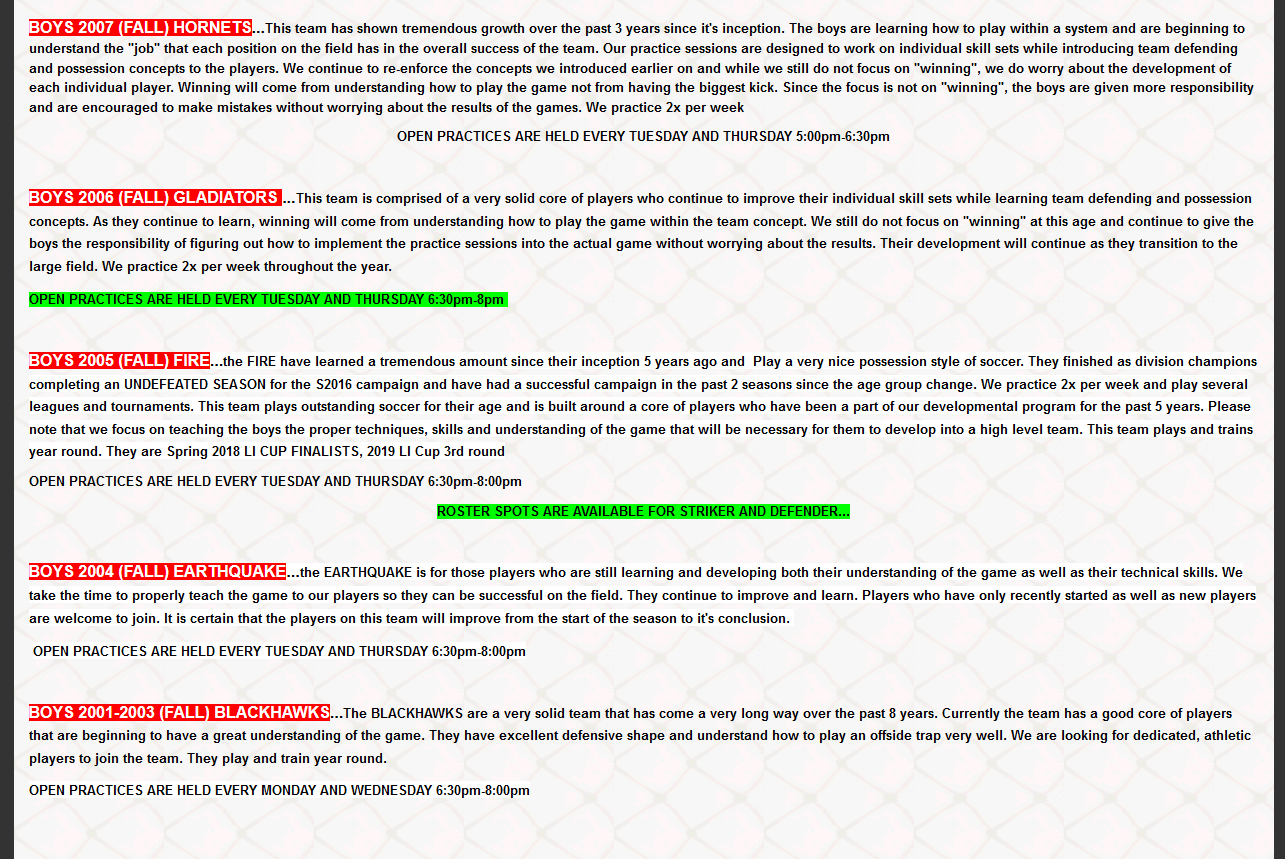 BOYS 2007 (FALL) HORNETS...This team has shown tremendous growth over the past 3 years since it's inception. The boys are learning how to play within a system and are beginning to
understand the "job" that each position on the field has in the overall success of the team. Our practice sessions are designed to work on individual skill sets while introducing team defending
and possession concepts to the players. We continue to re-enforce the concepts we introduced earlier on and while we still do not focus on "winning", we do worry about the development of
each individual player. Winning will come from understanding how to play the game not from having the biggest kick. Since the focus is not on "winning", the boys are given more responsibility
and are encouraged to make mistakes without worrying about the results of the games. We practice 2x per week
OPEN PRACTICES ARE HELD EVERY TUESDAY AND THURSDAY 5:00pm-6:30pm
BOYS 2006 (FALL) GLADIATORS ...This team is comprised of a very solid core of players who continue to improve their individual skill sets while learning team defending and possession
concepts. As they continue to learn, winning will come from understanding how to play the game within the team concept. We still do not focus on "winning" at this age and continue to give the
boys the responsibility of figuring out how to implement the practice sessions into the actual game without worrying about the results. Their development will continue as they transition to the
large field. We practice 2x per week throughout the year.
OPEN PRACTICES ARE HELD EVERY TUESDAY AND THURSDAY 6:30pm-8pm
BOYS 2005 (FALL) FIRE...the FIRE have learned a tremendous amount since their inception 5 years ago and  Play a very nice possession style of soccer. They finished as division champions
completing an UNDEFEATED SEASON for the S2016 campaign and have had a successful campaign in the past 2 seasons since the age group change. We practice 2x per week and play several
leagues and tournaments. This team plays outstanding soccer for their age and is built around a core of players who have been a part of our developmental program for the past 5 years. Please
note that we focus on teaching the boys the proper techniques, skills and understanding of the game that will be necessary for them to develop into a high level team. This team plays and trains
year round. They are Spring 2018 LI CUP FINALISTS, 2019 LI Cup 3rd round
OPEN PRACTICES ARE HELD EVERY TUESDAY AND THURSDAY 6:30pm-8:00pm
ROSTER SPOTS ARE AVAILABLE FOR STRIKER AND DEFENDER...
BOYS 2004 (FALL) EARTHQUAKE...the EARTHQUAKE is for those players who are still learning and developing both their understanding of the game as well as their technical skills. We
take the time to properly teach the game to our players so they can be successful on the field. They continue to improve and learn. Players who have only recently started as well as new players
are welcome to join. It is certain that the players on this team will improve from the start of the season to it's conclusion.
OPEN PRACTICES ARE HELD EVERY TUESDAY AND THURSDAY 6:30pm-8:00pm
BOYS 2001-2003 (FALL) BLACKHAWKS...The BLACKHAWKS are a very solid team that has come a very long way over the past 8 years. Currently the team has a good core of players
that are beginning to have a great understanding of the game. They have excellent defensive shape and understand how to play an offside trap very well. We are looking for dedicated, athletic
players to join the team. They play and train year round.
OPEN PRACTICES ARE HELD EVERY MONDAY AND WEDNESDAY 6:30pm-8:00pm